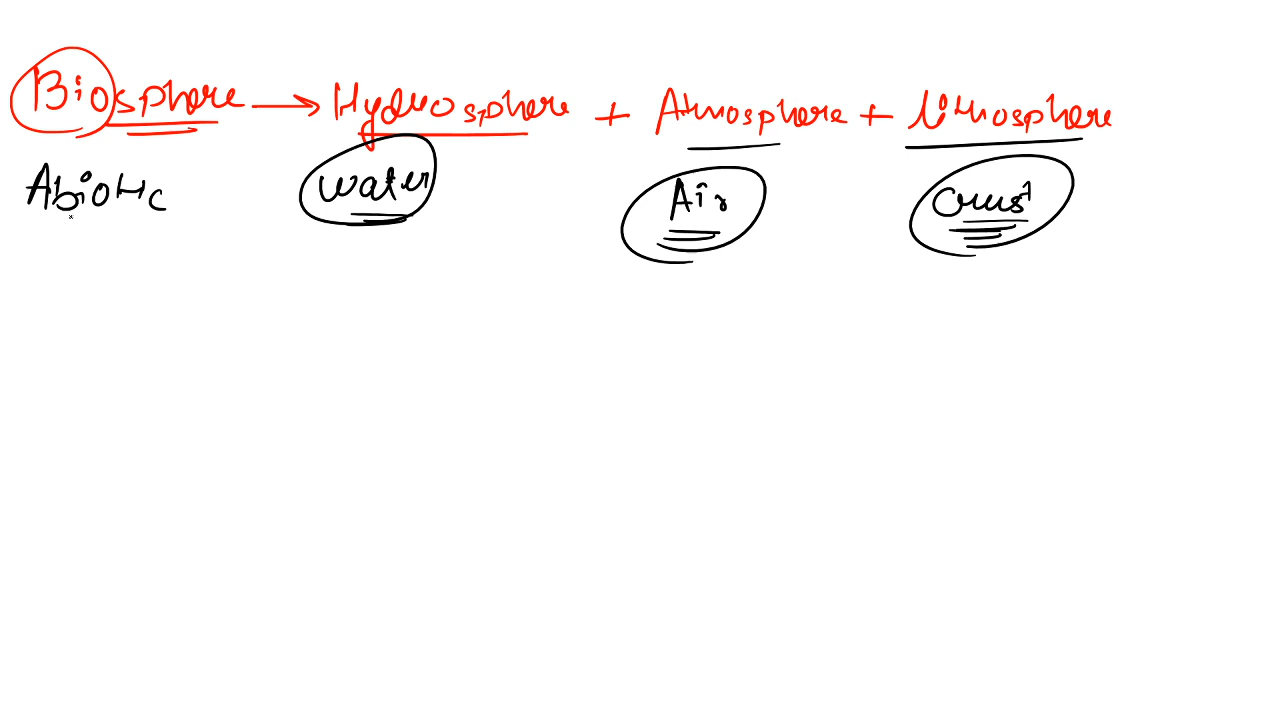 Biosphere → Hydrosphere + Atmosphere + Lithosphere
Abiotic water Air Crust